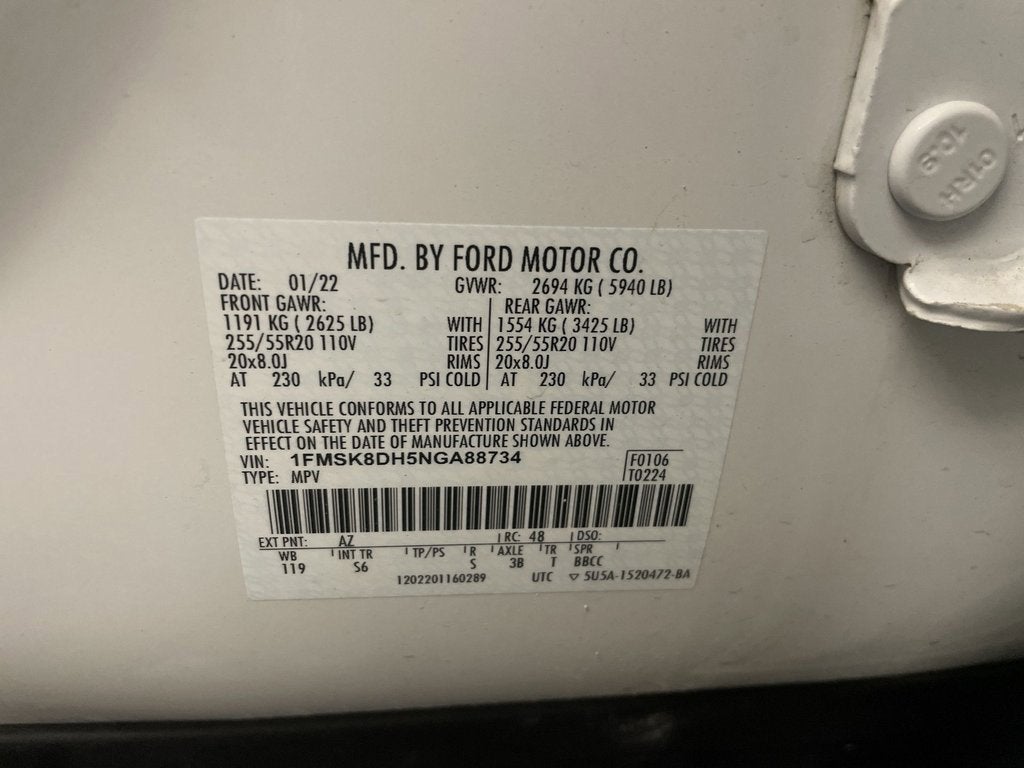 MFD. BY FORD MOTOR CO.
DATE: 01/22 GVWR: 2694 KG ( 5940 LB)
FRONT GAWR: REAR GAWR:
1191 KG ( 2625 LB) WITH 1554 KG ( 3425 LB) WITH
255/55R20 110V TIRES 255/55R20 110V TIRES
20x8.0J RIMS 20x8.0J RIMS
AT 230 kPa/ 33 PSI COLD AT 230 kPa/ 33 PSI COLD
THIS VEHICLE CONFORMS TO ALL APPLICABLE FEDERAL MOTOR
VEHICLE SAFETY AND THEFT PREVENTION STANDARDS IN
EFFECT ON THE DATE OF MANUFACTURE SHOWN ABOVE.
VIN: 1FMSK8DH5NGA88734 F0106
TYPE: MPV T0224
EXT PNT: AZ RC: 48 DSO:
WB INT TR TP/PS R AXLE TR SPR
119 S6 S 3B T BBCC
1202201160289 UTC ▽ 5U5A-1520472-BA
01RH
10.9